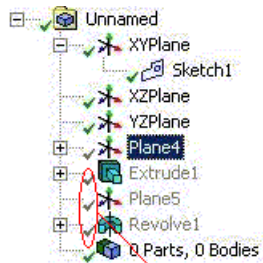 Unnamed
XYPlane
Sketch1
XZPlane
YZPlane
Plane4
Extrude1
Plane5
Revolve1
0 Parts, 0 Bodies